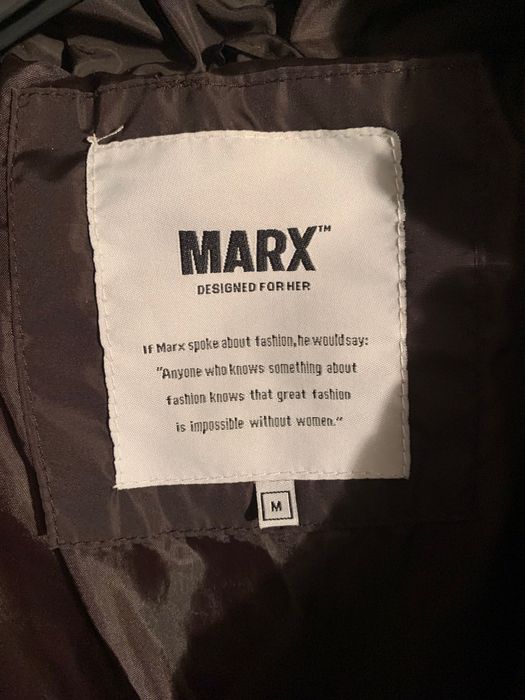 MARX™
DESIGNED FOR HER
If Marx spoke about fashion, he would say:
"Anyone who knows something about
fashion knows that great fashion
is impossible without women."
M